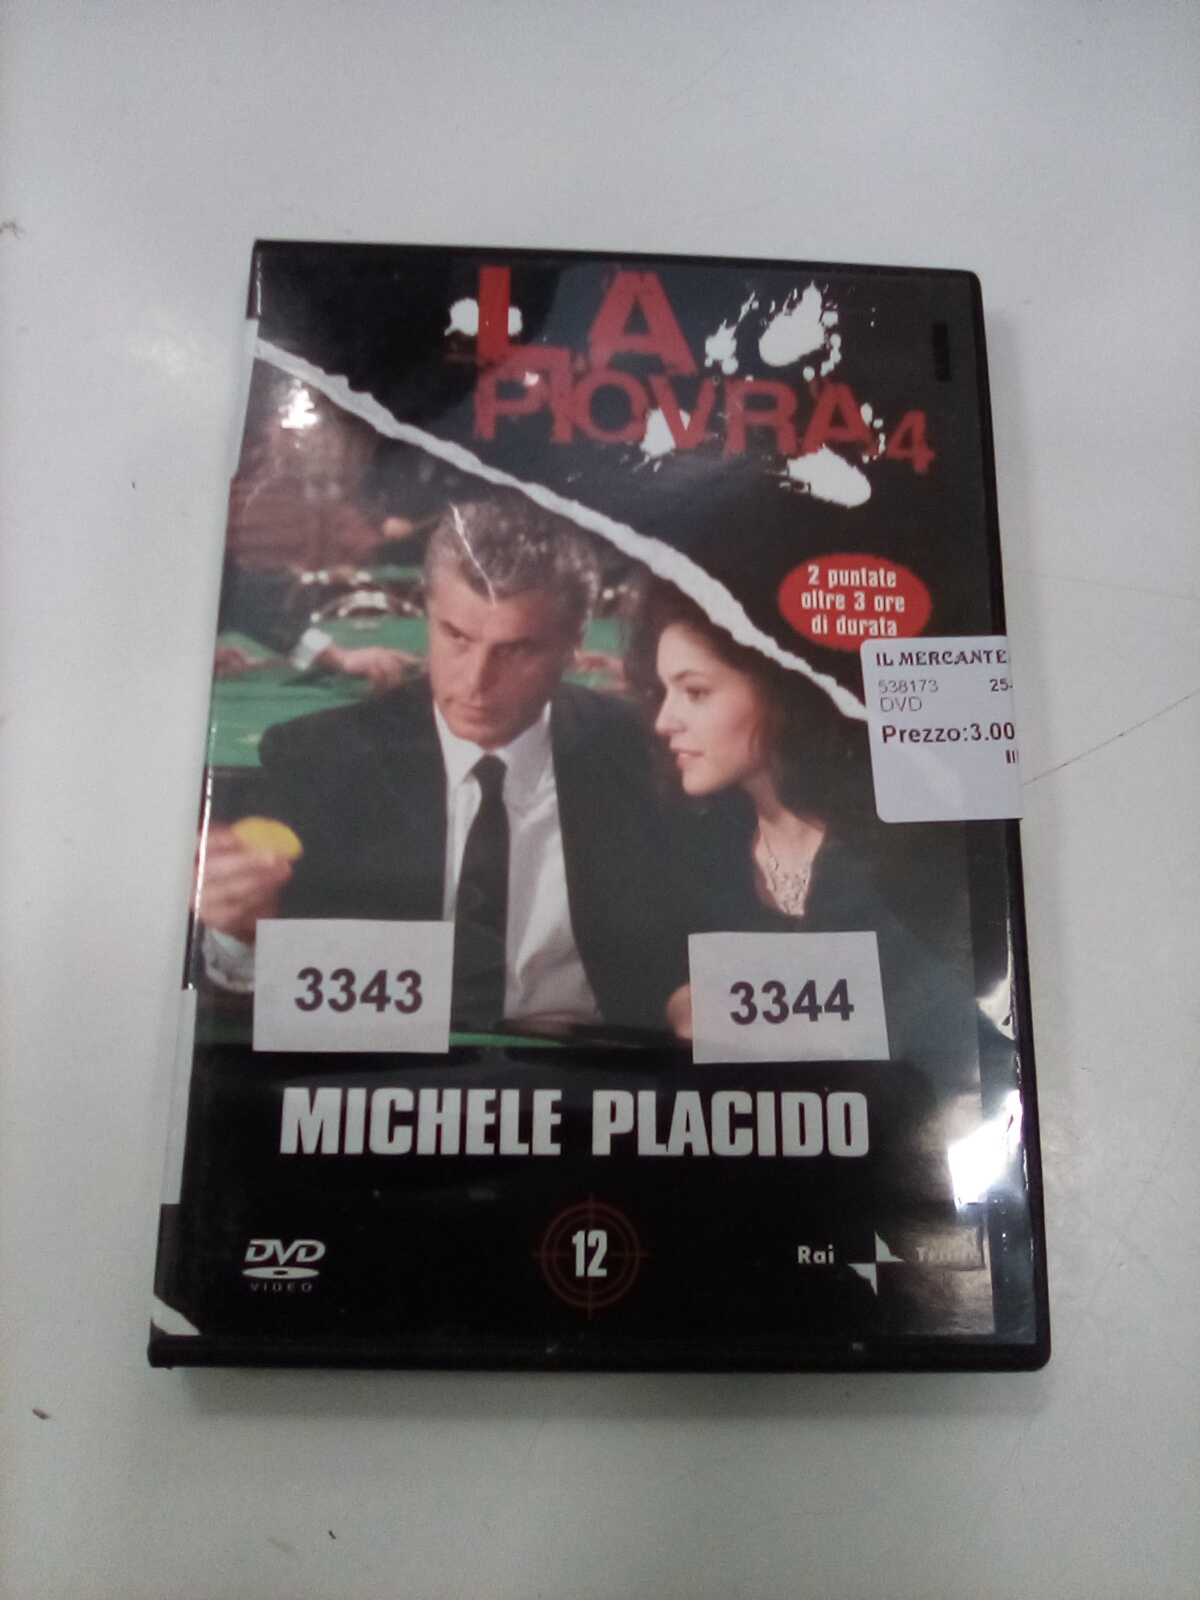 LA
PIOVRA 4
2 puntate
oltre 3 ore
di durata
IL MERCANTE
538173 25-
DVD
Prezzo:3.00
3343
3344
MICHELE PLACIDO
DVD
VIDEO
12
Rai